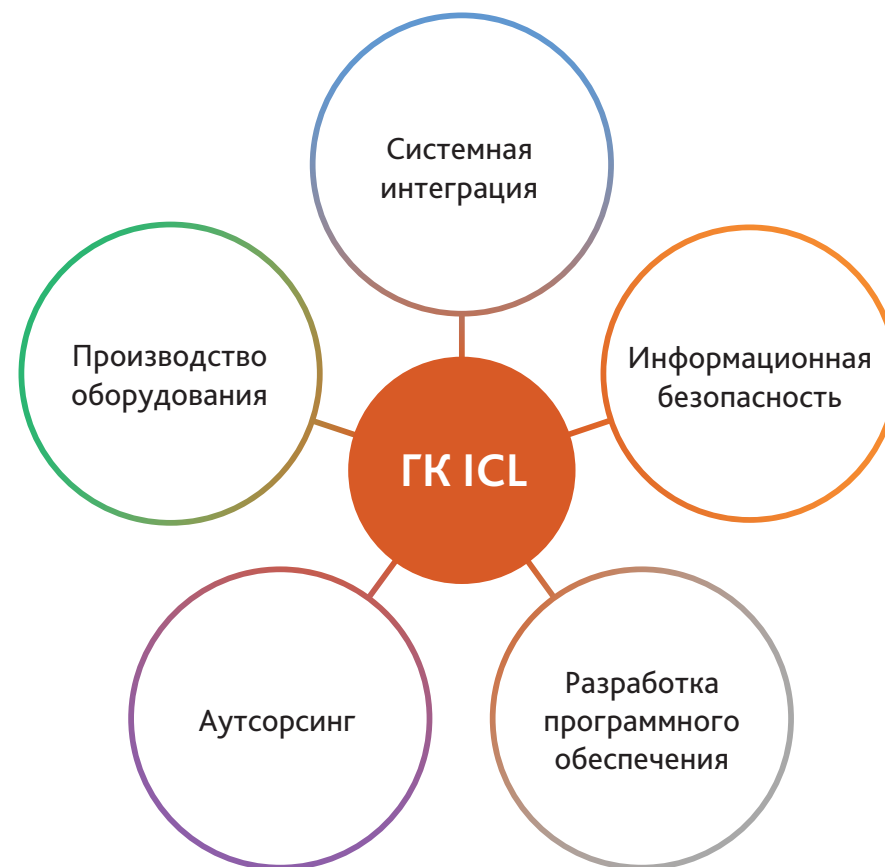 Системная
интеграция
Производство
оборудования
Информационная
безопасность
ГК ICL
Аутсорсинг
Разработка
программного
обеспечения